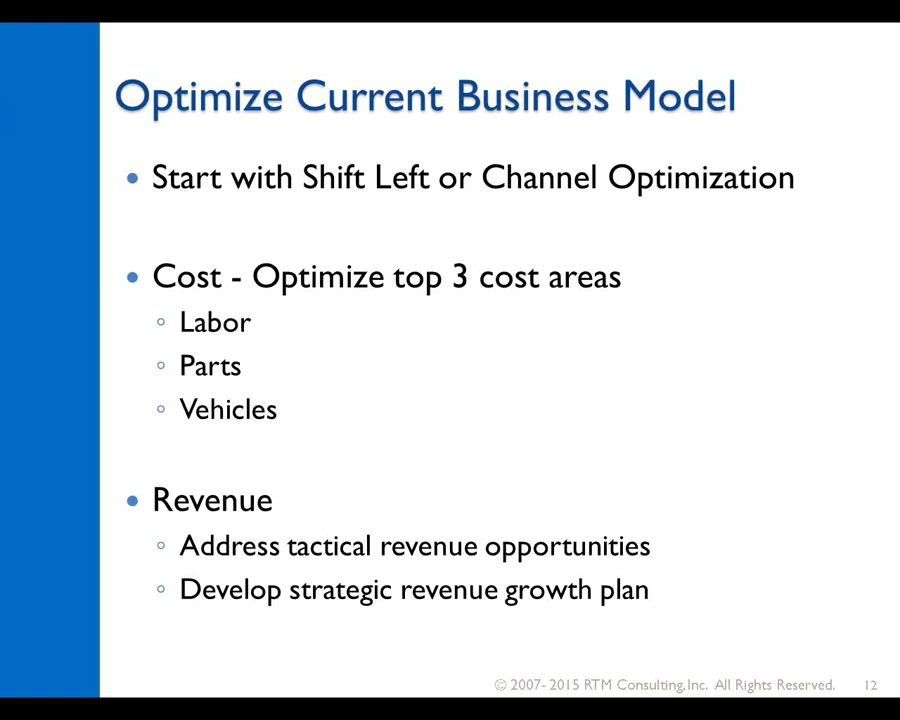 Optimize Current Business Model
• Start with Shift Left or Channel Optimization
• Cost - Optimize top 3 cost areas
◦ Labor
◦ Parts
◦ Vehicles
• Revenue
◦ Address tactical revenue opportunities
◦ Develop strategic revenue growth plan
© 2007- 2015 RTM Consulting, Inc. All Rights Reserved. 12